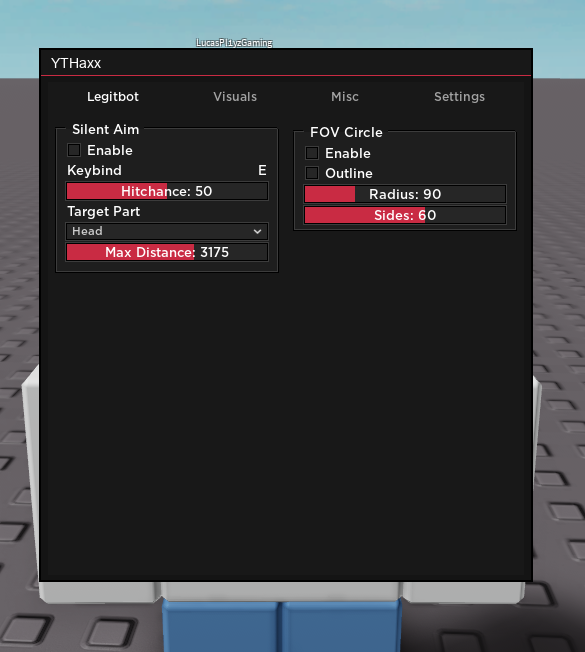 LucasPl1yzGaming
YTHaxx
Legitbot Visuals Misc Settings
Silent Aim
Enable
Keybind E
Hitchance: 50
Target Part
Head
Max Distance: 3175
FOV Circle
Enable
Outline
Radius: 90
Sides: 60